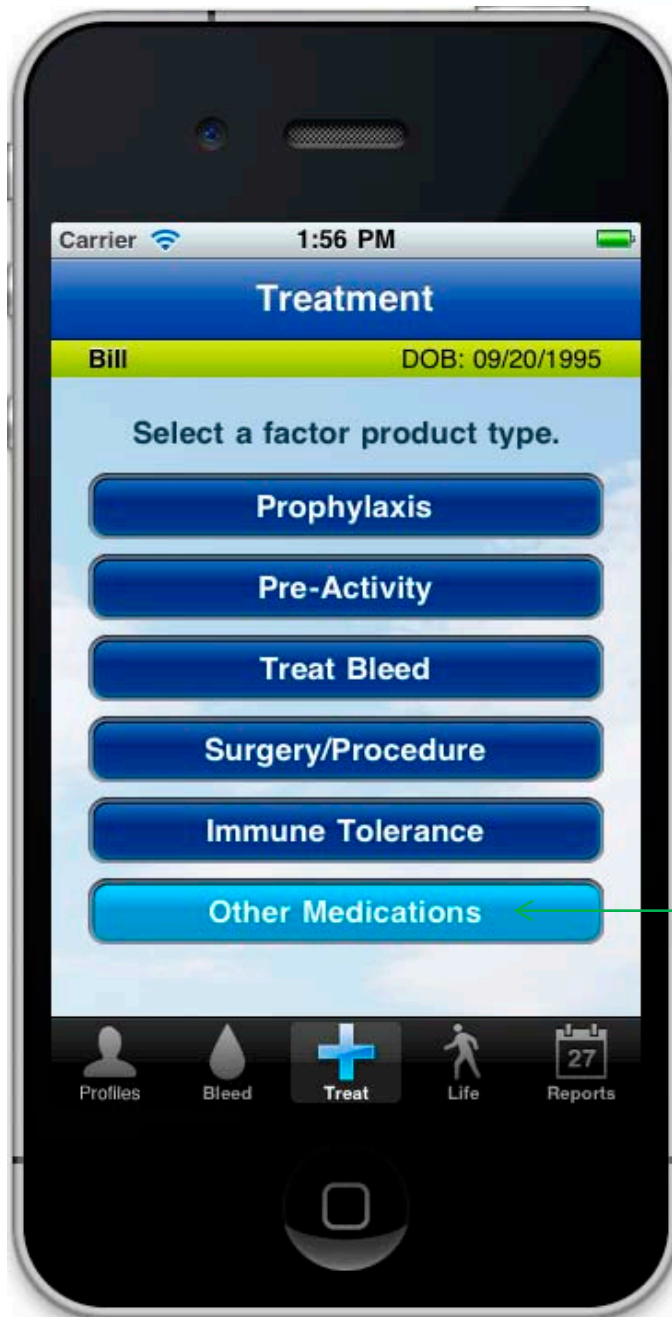 Carrier 1:56 PM
Treatment
Bill DOB: 09/20/1995
Select a factor product type.
Prophylaxis
Pre-Activity
Treat Bleed
Surgery/Procedure
Immune Tolerance
Other Medications
27
Profiles Bleed Treat Life Reports